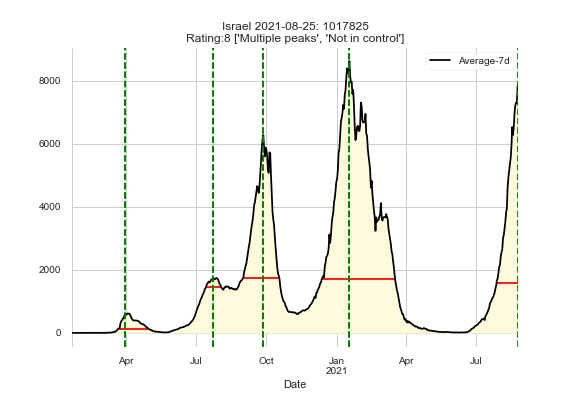 Israel 2021-08-25: 1017825
Rating:8 ['Multiple peaks', 'Not in control']
Average-7d
8000
6000
4000
2000
0
Apr
Jul
Oct
Jan
2021
Apr
Jul
Date